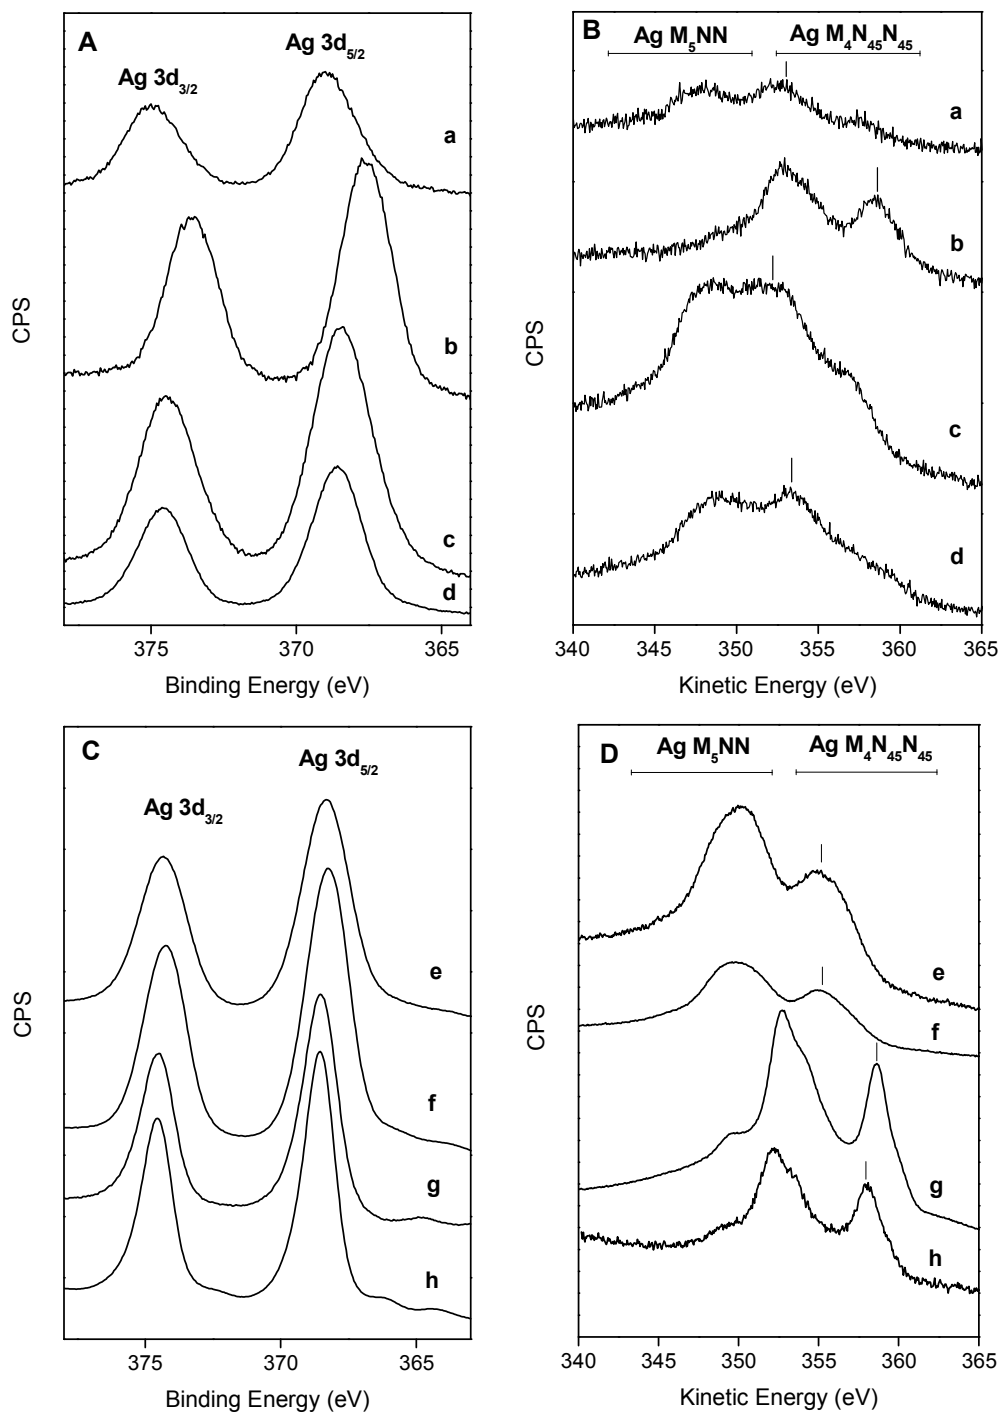 A
Ag 3d5/2
Ag 3d3/2
a
b
c
d
CPS
375 370 365
Binding Energy (eV)
B
Ag M5NN Ag M4N45N45
a
b
c
d
CPS
340 345 350 355 360 365
Kinetic Energy (eV)
C
Ag 3d5/2
Ag 3d3/2
e
f
g
h
CPS
375 370 365
Binding Energy (eV)
D
Ag M5NN Ag M4N45N45
e
f
g
h
CPS
340 345 350 355 360 365
Kinetic Energy (eV)